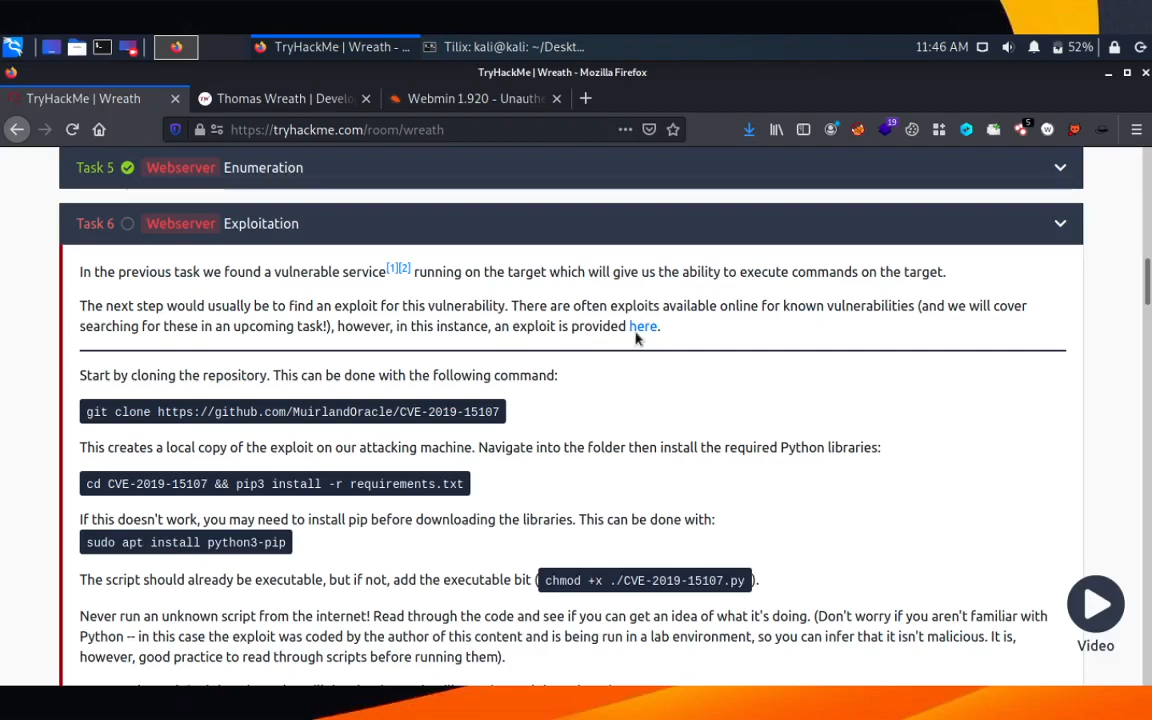 TryHackMe | Wreath - ...
Tilix: kali@kali: ~/Deskt...
11:46 AM
52%
TryHackMe | Wreath - Mozilla Firefox
TryHackMe | Wreath
Thomas Wreath | Develo
Webmin 1.920 - Unauthe
https://tryhackme.com/room/wreath
19
5
Task 5 Webserver Enumeration
Task 6 Webserver Exploitation
In the previous task we found a vulnerable service[1][2] running on the target which will give us the ability to execute commands on the target.
The next step would usually be to find an exploit for this vulnerability. There are often exploits available online for known vulnerabilities (and we will cover
searching for these in an upcoming task!), however, in this instance, an exploit is provided here.
Start by cloning the repository. This can be done with the following command:
git clone https://github.com/MuirlandOracle/CVE-2019-15107
This creates a local copy of the exploit on our attacking machine. Navigate into the folder then install the required Python libraries:
cd CVE-2019-15107 && pip3 install -r requirements.txt
If this doesn't work, you may need to install pip before downloading the libraries. This can be done with:
sudo apt install python3-pip
The script should already be executable, but if not, add the executable bit (chmod +x ./CVE-2019-15107.py).
Never run an unknown script from the internet! Read through the code and see if you can get an idea of what it's doing. (Don't worry if you aren't familiar with
Python -- in this case the exploit was coded by the author of this content and is being run in a lab environment, so you can infer that it isn't malicious. It is,
however, good practice to read through scripts before running them).
Video